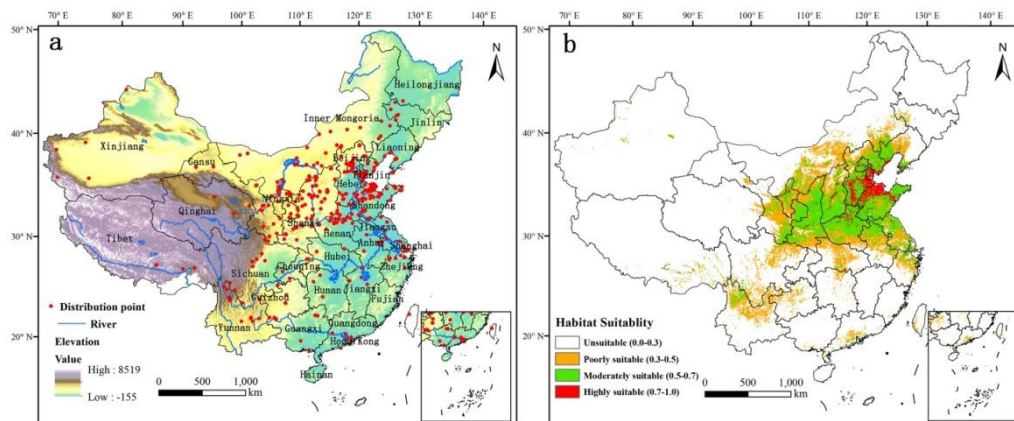 70° E
80° E
90° E
100° E
110° E
120° E
130° E
140° E
a
N
50° N
40° N
30° N
20° N
Heilongjiang
Inner Mongoria
Jinlin
Xinjiang
Liaoning
Gansu
Beijing
Tianjin
Hebei
Ningxia
Qinghai
Shandong
Shanxi
Jiangsu
Tibet
Henan
Anhui
Shanghai
Hubei
Chongqing
Zhejiang
Sichuan
Hunan
Jiangxi
Guizhou
Fujian
Yunnan
Guangxi
Guangdong
Hong Kong
Hainan
Distribution point
River
Elevation
Value
High : 8519
Low : -155
0
500
1,000
km
70° E
80° E
90° E
100° E
110° E
120° E
130° E
140° E
b
N
50° N
40° N
30° N
20° N
Habitat Suitablity
Unsuitable (0.0-0.3)
Poorly suitable (0.3-0.5)
Moderately suitable (0.5-0.7)
Highly suitable (0.7-1.0)
0
500
1,000
km